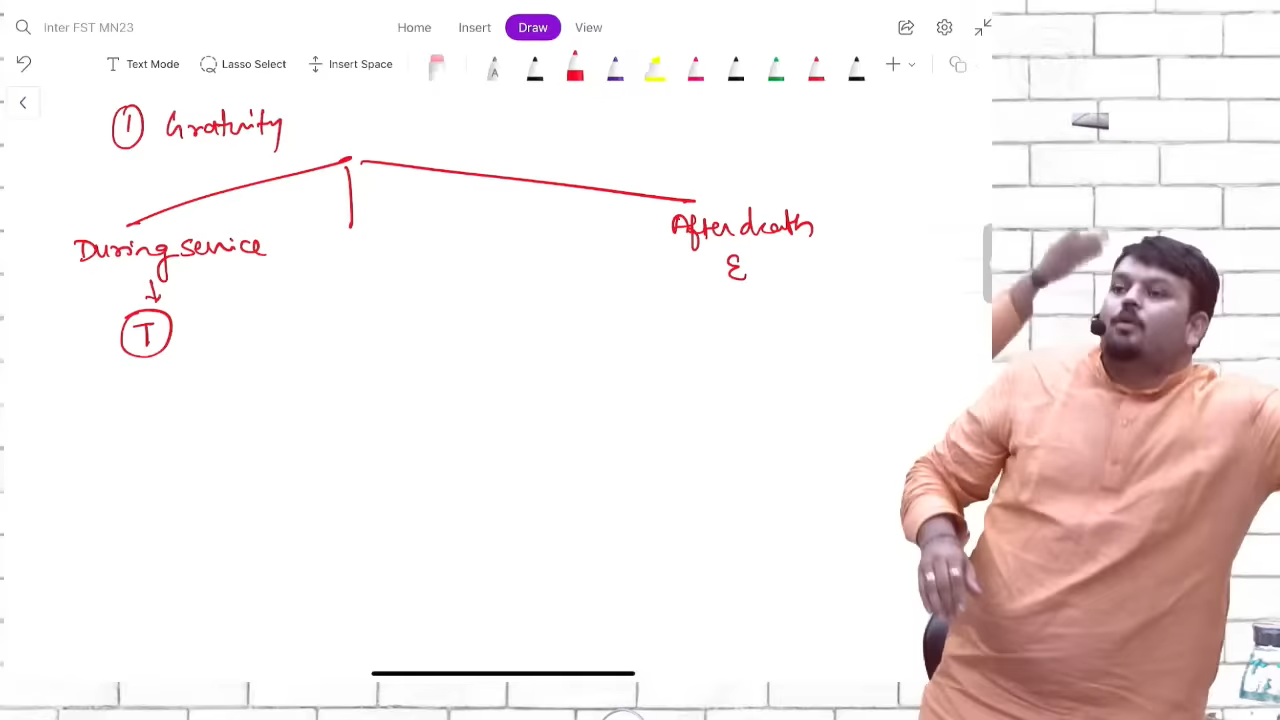 Inter FST MN23
Home Insert Draw View
Text Mode Lasso Select Insert Space
A
1 Gratuity
During service
After death
E
T